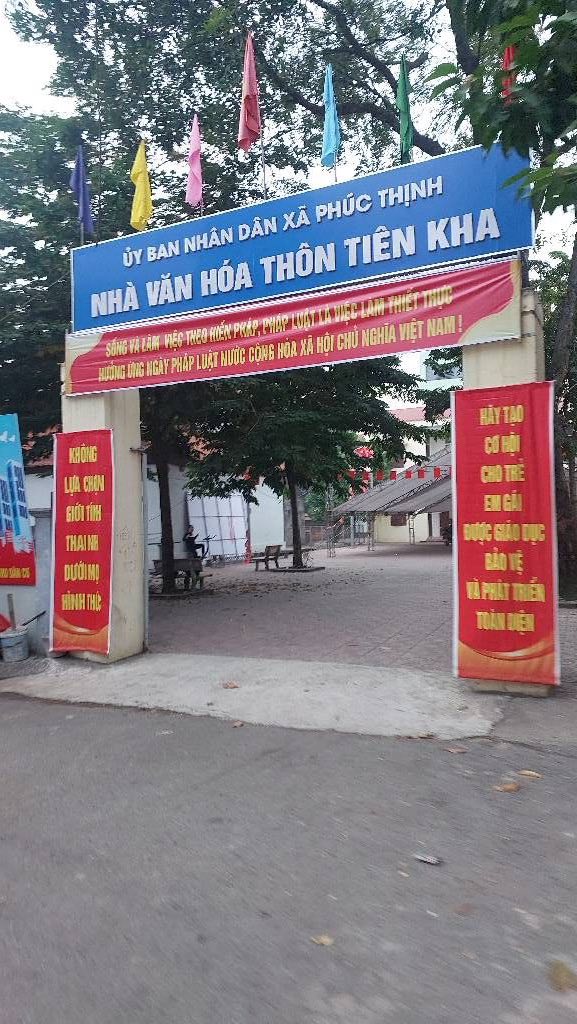 ỦY BAN NHÂN DÂN XÃ PHÚC THỊNH
NHÀ VĂN HÓA THÔN TIÊN KHA
SỐNG VÀ LÀM VIỆC THEO HIẾN PHÁP, PHÁP LUẬT LÀ VIỆC LÀM THIẾT THỰC
HƯỞNG ỨNG NGÀY PHÁP LUẬT NƯỚC CỘNG HÒA XÃ HỘI CHỦ NGHĨA VIỆT NAM !
KHÔNG
LỰA CHỌN
GIỚI TÍNH
THAI NHI
DƯỚI MỌI
HÌNH THỨC
HÃY TẠO
CƠ HỘI
CHO TRẺ
EM GÁI
ĐƯỢC GIÁO DỤC
BẢO VỆ
VÀ PHÁT TRIỂN
TOÀN DIỆN